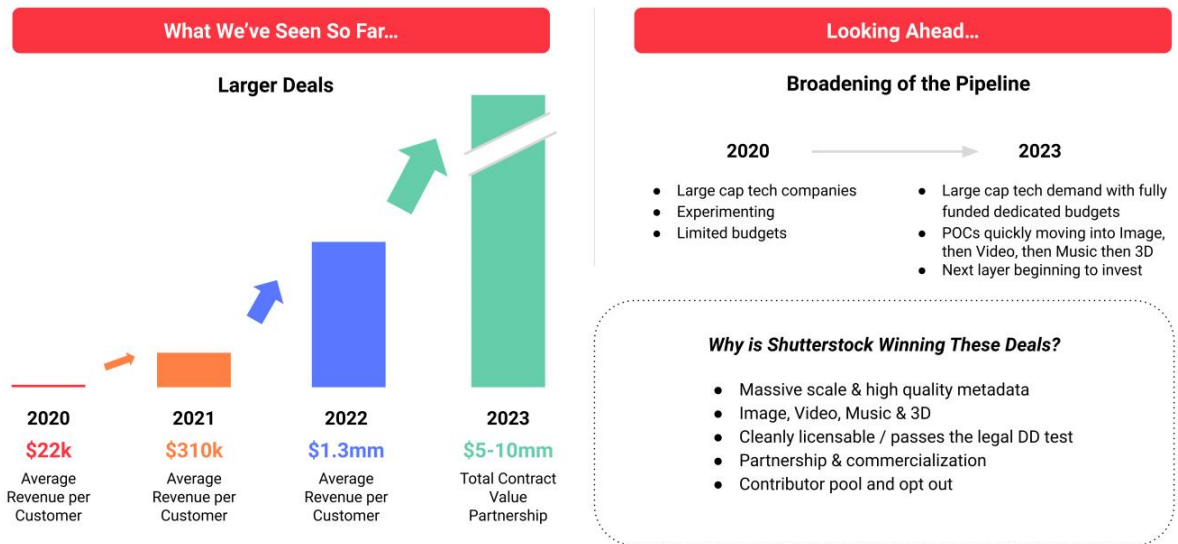 What We’ve Seen So Far…
Larger Deals
2020
$22k
Average
Revenue per
Customer
2021
$310k
Average
Revenue per
Customer
2022
$1.3mm
Average
Revenue per
Customer
2023
$5-10mm
Total Contract
Value
Partnership
Looking Ahead…
Broadening of the Pipeline
2020
● Large cap tech companies
● Experimenting
● Limited budgets
2023
● Large cap tech demand with fully
funded dedicated budgets
● POCs quickly moving into Image,
then Video, then Music then 3D
● Next layer beginning to invest
Why is Shutterstock Winning These Deals?
● Massive scale & high quality metadata
● Image, Video, Music & 3D
● Cleanly licensable / passes the legal DD test
● Partnership & commercialization
● Contributor pool and opt out